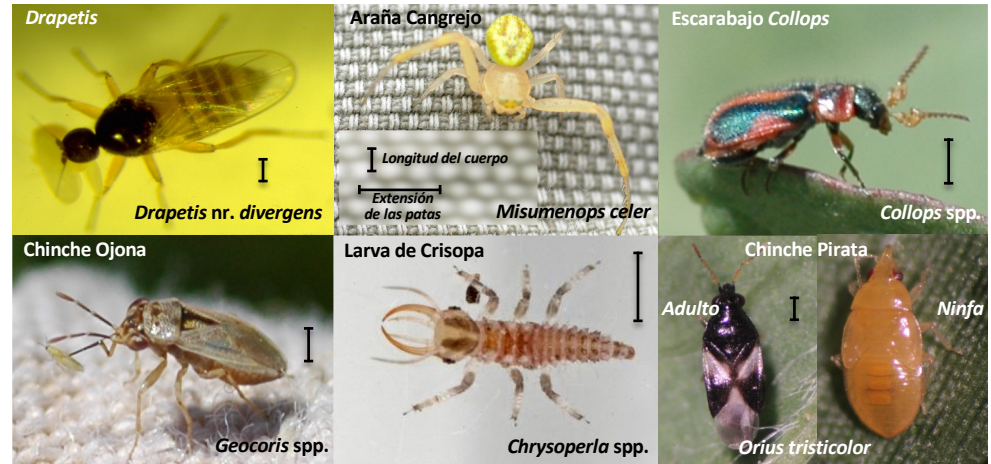 Drapetis
Drapetis nr. divergens
Araña Cangrejo
Longitud del cuerpo
Extensión
de las patas
Misumenops celer
Escarabajo Collops
Collops spp.
Chinche Ojona
Geocoris spp.
Larva de Crisopa
Chrysoperla spp.
Chinche Pirata
Adulto
Ninfa
Orius tristicolor